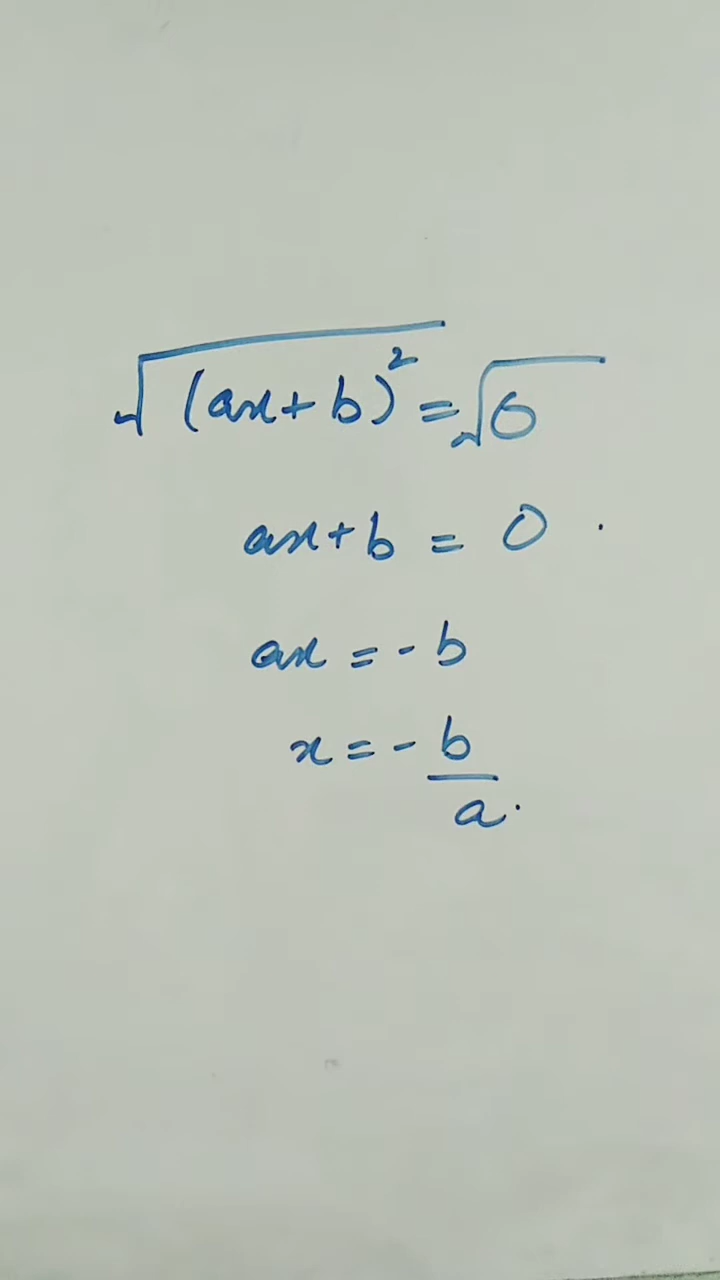 √(ax+b)² = √0
ax+b = 0.
ax = -b
x = -b/a.